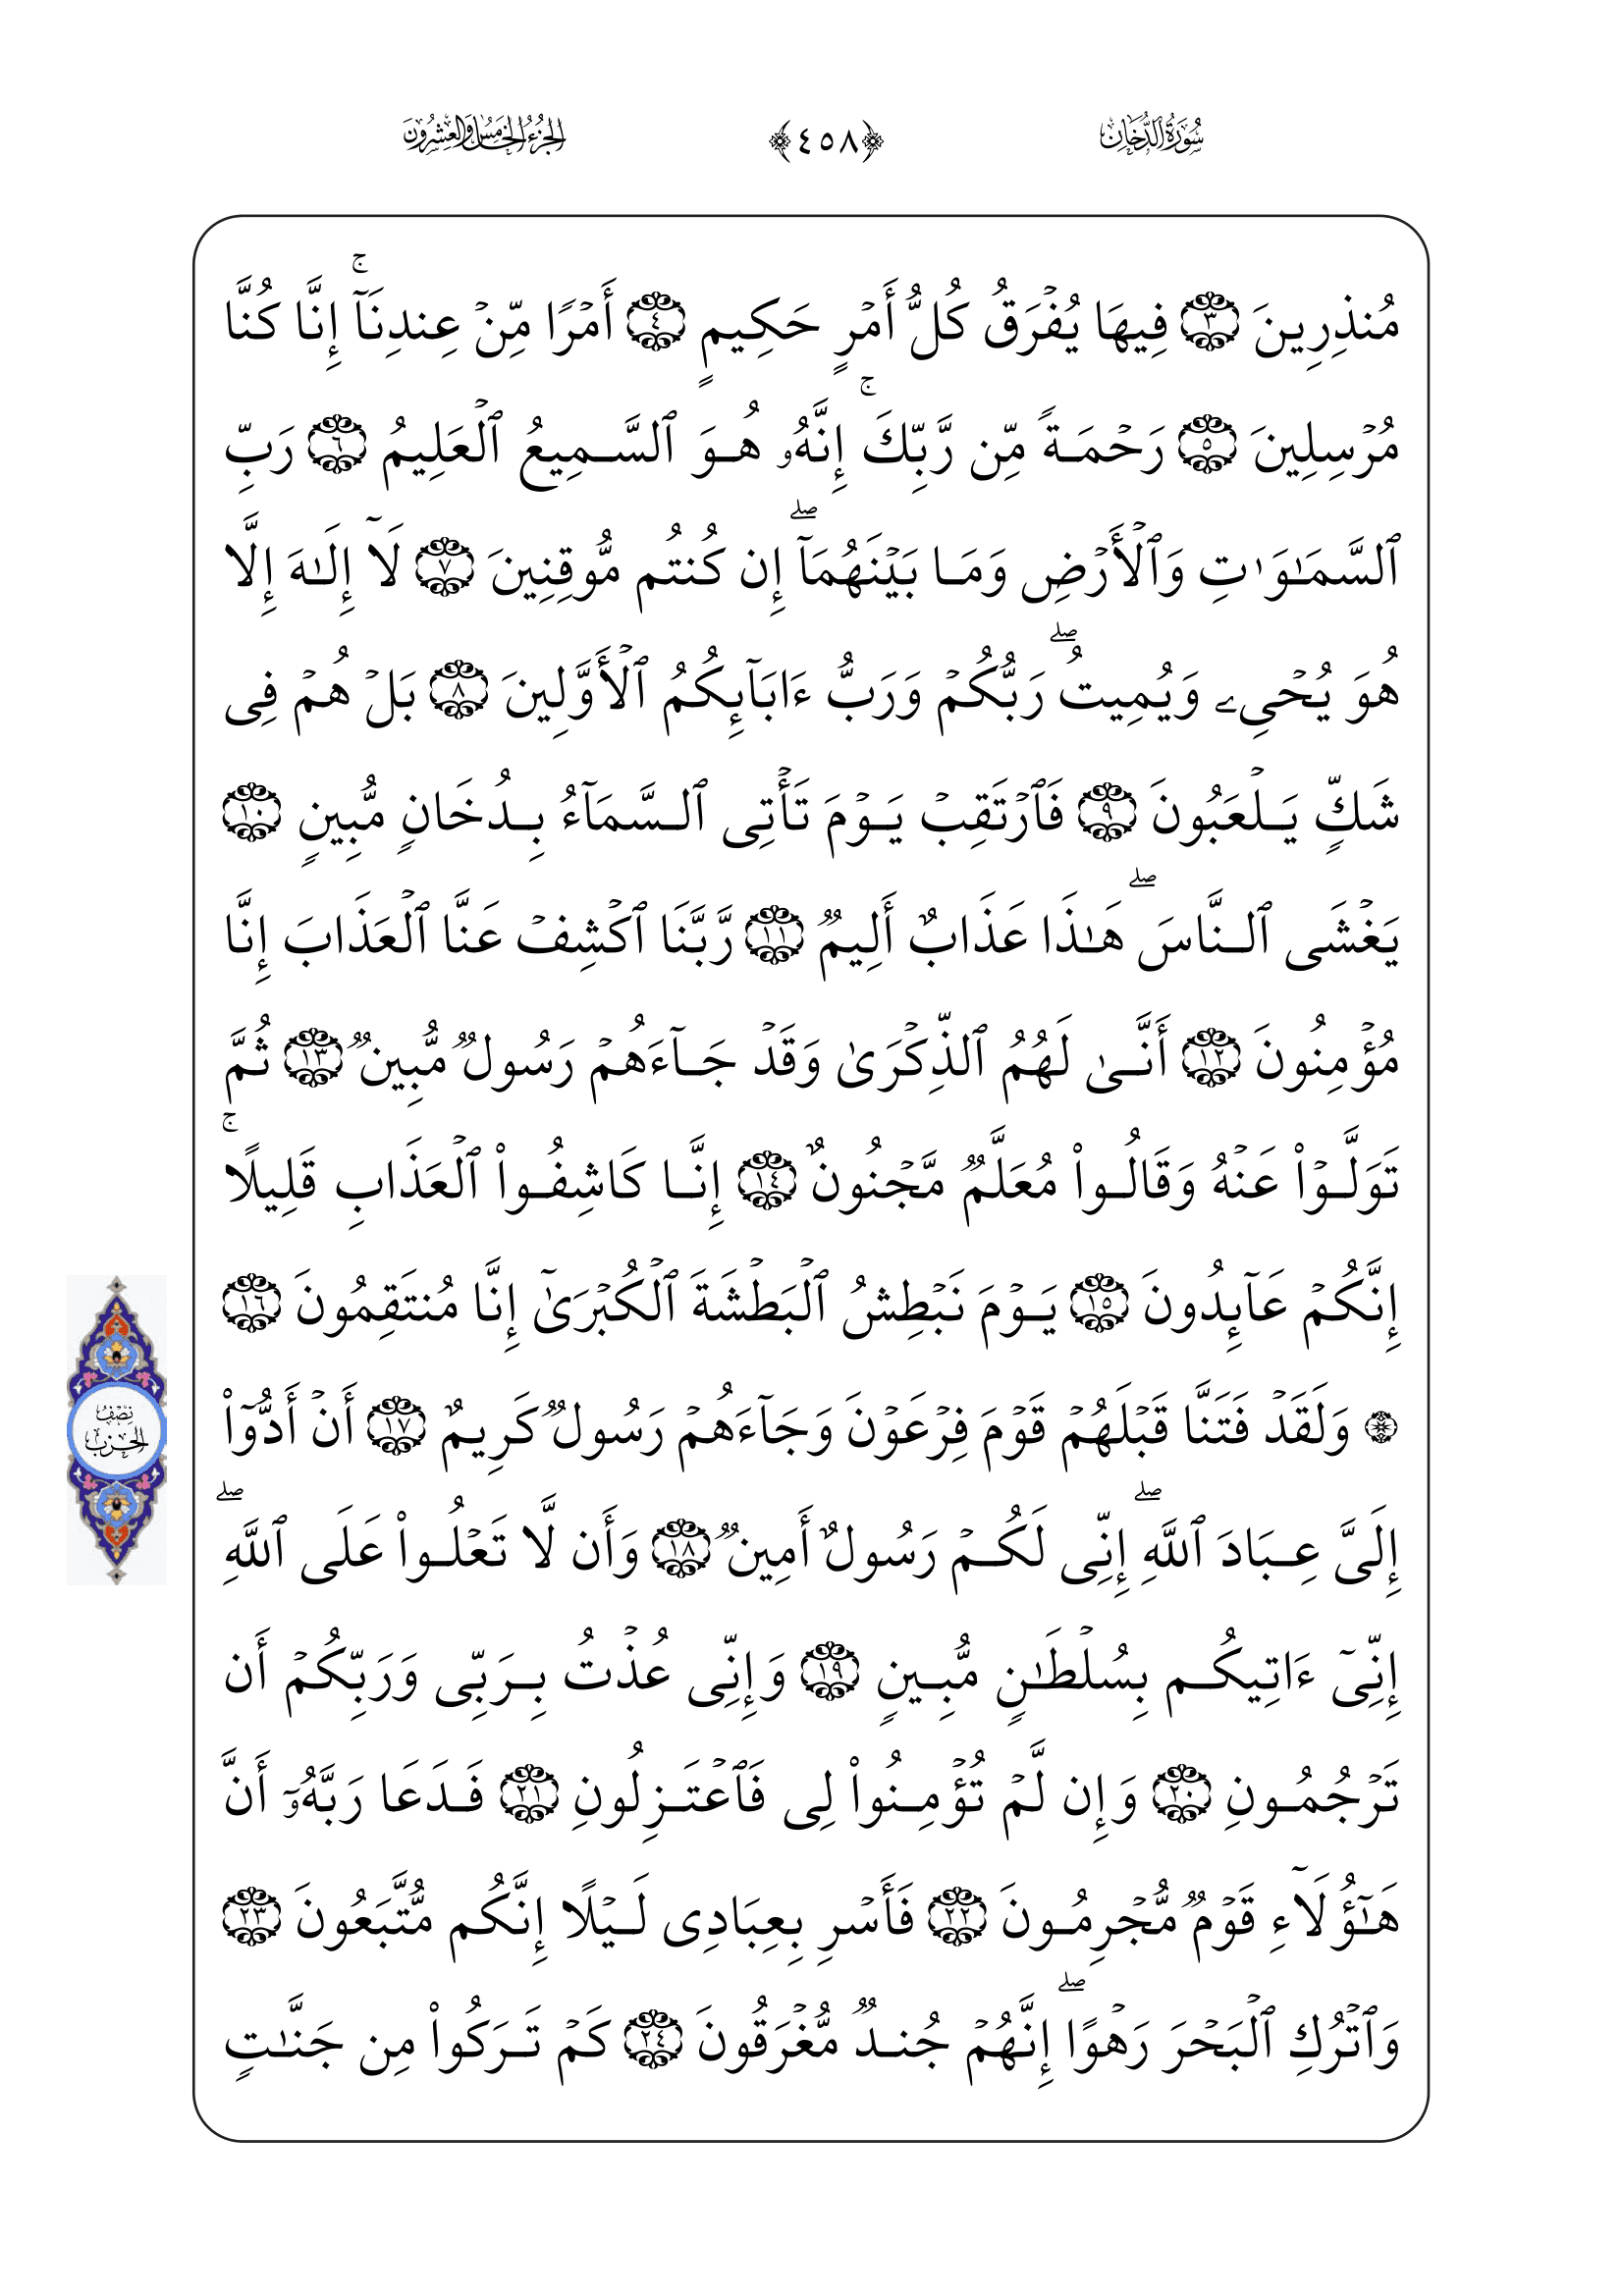 سُورَةُ الدُّخَانِ
﴿٤٥٨﴾
الجُزْءُ الخَامِسُ وَالعِشْرُونَ
مُنذِرِينَ ٣ فِيهَا يُفۡرَقُ كُلُّ أَمۡرٍ حَكِيمٍ ٤ أَمۡرًا مِّنۡ عِندِنَآۚ إِنَّا كُنَّا
مُرۡسِلِينَ ٥ رَحۡمَةً مِّن رَّبِّكَۚ إِنَّهُۥ هُوَ ٱلسَّمِيعُ ٱلۡعَلِيمُ ٦ رَبِّ
ٱلسَّمَـٰوَٰتِ وَٱلۡأَرۡضِ وَمَا بَيۡنَهُمَآۖ إِن كُنتُم مُّوقِنِينَ ٧ لَآ إِلَـٰهَ إِلَّا
هُوَ يُحۡيِۦ وَيُمِيتُۖ رَبُّكُمۡ وَرَبُّ ءَابَآئِكُمُ ٱلۡأَوَّلِينَ ٨ بَلۡ هُمۡ فِى
شَكٍّ يَلۡعَبُونَ ٩ فَٱرۡتَقِبۡ يَوۡمَ تَأۡتِى ٱلسَّمَآءُ بِدُخَانٍ مُّبِينٍ ١٠
يَغۡشَى ٱلنَّاسَۖ هَـٰذَا عَذَابٌ أَلِيمٌ ١١ رَّبَّنَا ٱكۡشِفۡ عَنَّا ٱلۡعَذَابَ إِنَّا
مُؤۡمِنُونَ ١٢ أَنَّىٰ لَهُمُ ٱلذِّكۡرَىٰ وَقَدۡ جَآءَهُمۡ رَسُولٌ مُّبِينٌ ١٣ ثُمَّ
تَوَلَّوۡاْ عَنۡهُ وَقَالُواْ مُعَلَّمٌ مَّجۡنُونٌ ١٤ إِنَّا كَاشِفُواْ ٱلۡعَذَابِ قَلِيلًاۚ
إِنَّكُمۡ عَآئِدُونَ ١٥ يَوۡمَ نَبۡطِشُ ٱلۡبَطۡشَةَ ٱلۡكُبۡرَىٰٓ إِنَّا مُنتَقِمُونَ ١٦
۞ وَلَقَدۡ فَتَنَّا قَبۡلَهُمۡ قَوۡمَ فِرۡعَوۡنَ وَجَآءَهُمۡ رَسُولٌ كَرِيمٌ ١٧ أَنۡ أَدُّوٓاْ
نِصْفُ الحِزْبِ
إِلَىَّ عِبَادَ ٱللَّهِۖ إِنِّى لَكُمۡ رَسُولٌ أَمِينٌ ١٨ وَأَن لَّا تَعۡلُواْ عَلَى ٱللَّهِۖ
إِنِّىٓ ءَاتِيكُم بِسُلۡطَـٰنٍ مُّبِينٍ ١٩ وَإِنِّى عُذۡتُ بِرَبِّى وَرَبِّكُمۡ أَن
تَرۡجُمُونِ ٢٠ وَإِن لَّمۡ تُؤۡمِنُواْ لِى فَٱعۡتَزِلُونِ ٢١ فَدَعَا رَبَّهُۥٓ أَنَّ
هَـٰٓؤُلَآءِ قَوۡمٌ مُّجۡرِمُونَ ٢٢ فَأَسۡرِ بِعِبَادِى لَيۡلًا إِنَّكُم مُّتَّبَعُونَ ٢٣
وَٱتۡرُكِ ٱلۡبَحۡرَ رَهۡوًاۖ إِنَّهُمۡ جُندٌ مُّغۡرَقُونَ ٢٤ كَمۡ تَرَكُواْ مِن جَنَّـٰتٍ